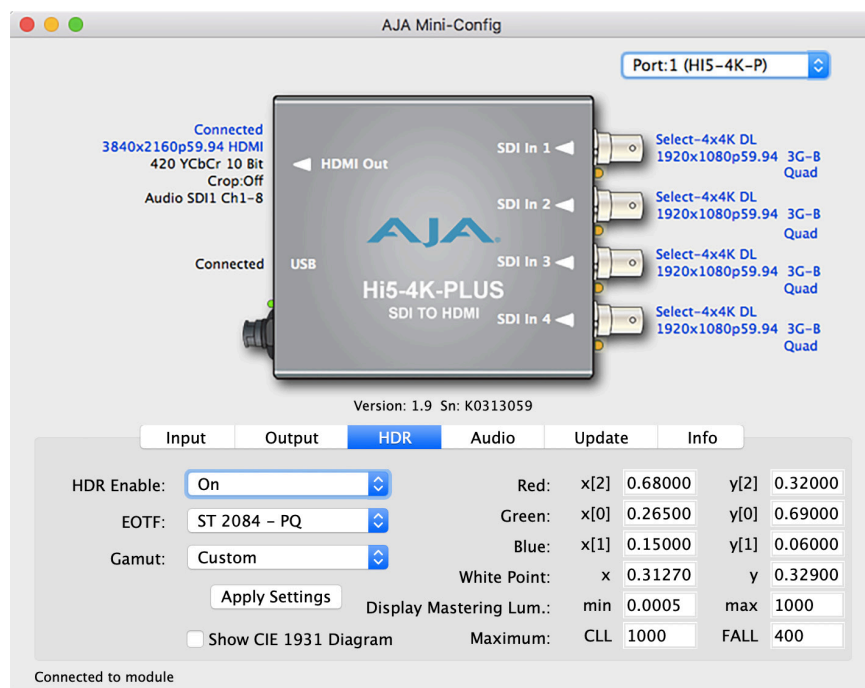 AJA Mini-Config
Port:1 (HI5-4K-P)
Connected
3840x2160p59.94 HDMI
420 YCbCr 10 Bit
Crop:Off
Audio SDI1 Ch1-8
Connected
HDMI Out
USB
AJA
Hi5-4K-PLUS
SDI TO HDMI
SDI In 1
SDI In 2
SDI In 3
SDI In 4
Select-4x4K DL
1920x1080p59.94 3G-B
Quad
Select-4x4K DL
1920x1080p59.94 3G-B
Quad
Select-4x4K DL
1920x1080p59.94 3G-B
Quad
Select-4x4K DL
1920x1080p59.94 3G-B
Quad
Version: 1.9 Sn: K0313059
Input Output HDR Audio Update Info
HDR Enable: On
EOTF: ST 2084 - PQ
Gamut: Custom
Apply Settings
Show CIE 1931 Diagram
Red: x[2] 0.68000 y[2] 0.32000
Green: x[0] 0.26500 y[0] 0.69000
Blue: x[1] 0.15000 y[1] 0.06000
White Point: x 0.31270 y 0.32900
Display Mastering Lum.: min 0.0005 max 1000
Maximum: CLL 1000 FALL 400
Connected to module